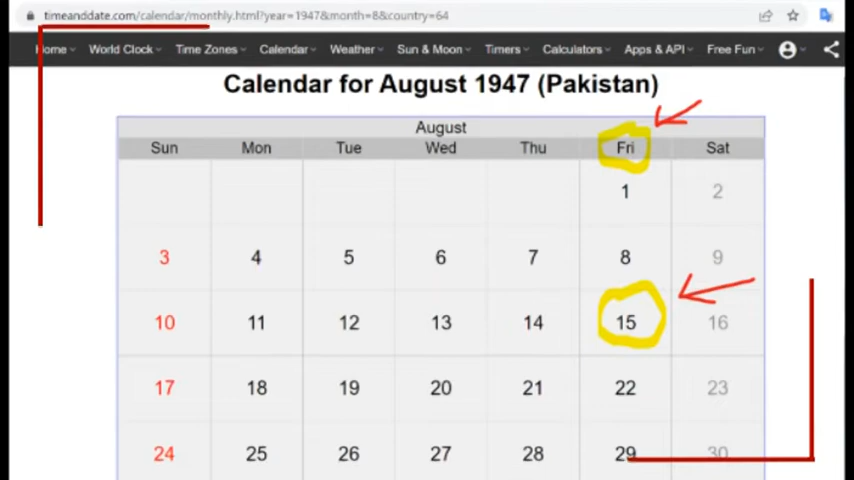 timeanddate.com/calendar/monthly.html?year=1947&month=8&country=64
Home World Clock Time Zones Calendar Weather Sun & Moon Timers Calculators Apps & API Free Fun
Calendar for August 1947 (Pakistan)
August
Sun Mon Tue Wed Thu Fri Sat
1 2
3 4 5 6 7 8 9
10 11 12 13 14 15 16
17 18 19 20 21 22 23
24 25 26 27 28 29 30